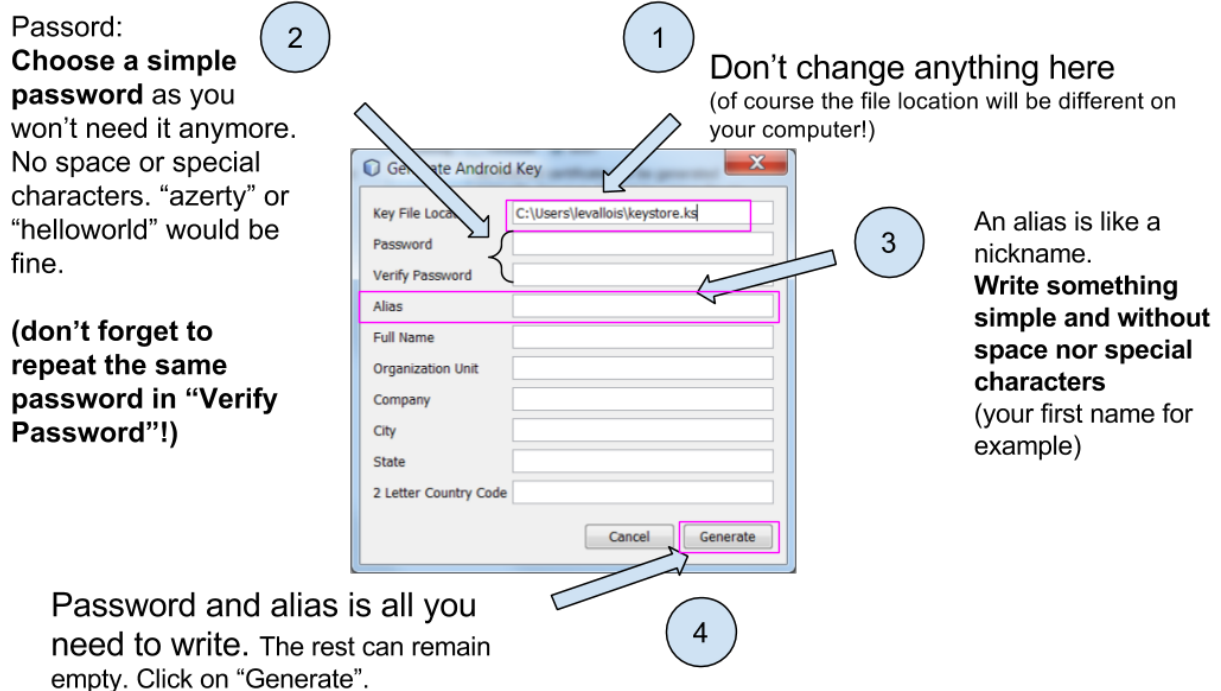 Passord:
Choose a simple
password as you
won’t need it anymore.
No space or special
characters. “azerty” or
“helloworld” would be
fine.
(don’t forget to
repeat the same
password in “Verify
Password”!)
2
1
Don’t change anything here
(of course the file location will be different on
your computer!)
Android Key
Key File
C:\Users\levallois\keystore.ks
Password
Verify Password
Alias
Full Name
Organization Unit
Company
City
State
2 Letter Country Code
Cancel
Generate
3
An alias is like a
nickname.
Write something
simple and without
space nor special
characters
(your first name for
example)
Password and alias is all you
need to write. The rest can remain
empty. Click on “Generate”.
4